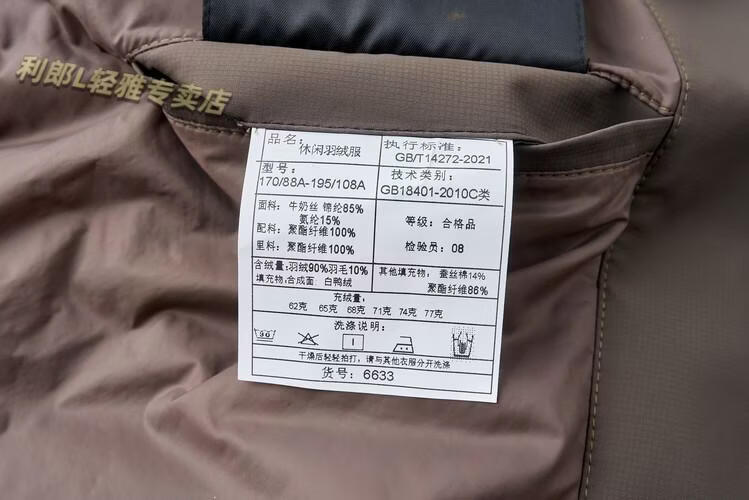 利郎L轻雅专卖店
品名：
休闲羽绒服
执行标准：
GB/T14272-2021
型号：
170/88A-195/108A
技术类别：
GB18401-2010C类
面料：牛奶丝 锦纶85%
氨纶15%
配料：聚酯纤维100%
里料：聚酯纤维100%
等级：合格品
检验员：08
含绒量：羽绒90%羽毛10%
填充物：合成面：白鸭绒
其他填充物：蚕丝棉14%
聚酯纤维86%
充绒量：
62克 65克 68克 71克 74克 77克
洗涤说明：
干燥后轻轻拍打，请与其他衣服分开洗涤
货号：6633